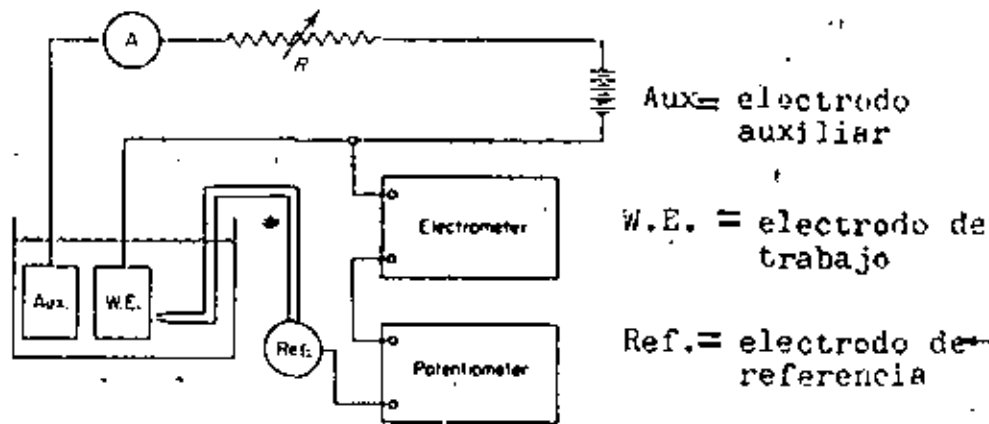 A
R
Aux= electrodo
auxiliar
Electrometer
W.E. = electrodo de
trabajo
Aux.
W.E.
Ref.
Potentiometer
Ref.= electrodo de
referencia